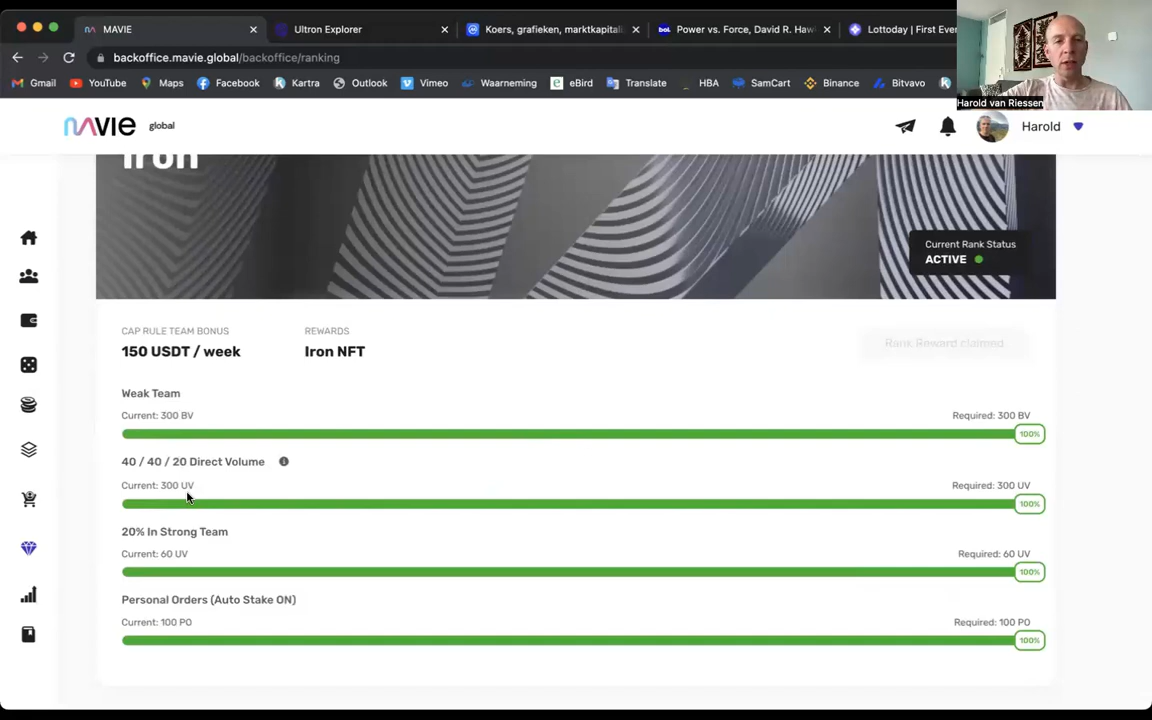 MAVIE
Ultron Explorer
Koers, grafieken, marktkapital
Power vs. Force, David R. Haw
Lottoday | First Ever
backoffice.mavie.global/backoffice/ranking
Gmail
YouTube
Maps
Facebook
Kartra
Outlook
Vimeo
Waarneming
eBird
Translate
HBA
SamCart
Binance
Bitvavo
Harold van Riessen
mavie global
Harold
Iron
Current Rank Status
ACTIVE
CAP RULE TEAM BONUS
150 USDT / week
REWARDS
Iron NFT
Rank Reward claimed
Weak Team
Current: 300 BV
Required: 300 BV
100%
40 / 40 / 20 Direct Volume
Current: 300 UV
Required: 300 UV
100%
20% In Strong Team
Current: 60 UV
Required: 60 UV
100%
Personal Orders (Auto Stake ON)
Current: 100 PO
Required: 100 PO
100%